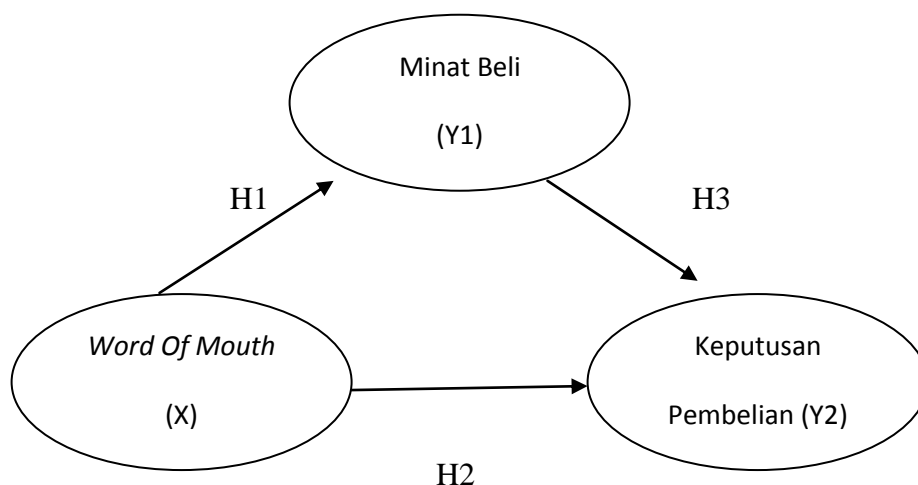 Minat Beli
(Y1)
H1
H3
Word Of Mouth
(X)
Keputusan
Pembelian (Y2)
H2